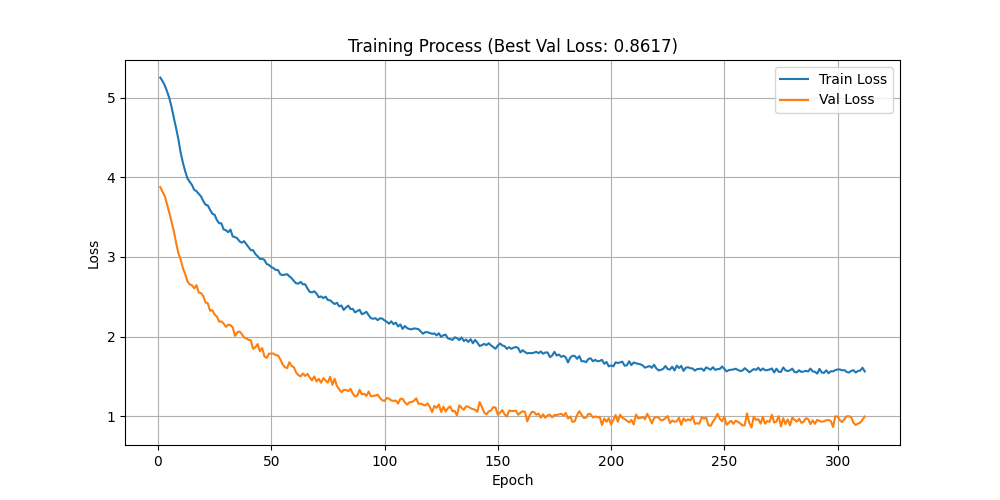 Training Process (Best Val Loss: 0.8617)
Train Loss
Val Loss
5
4
3
2
1
Loss
0 50 100 150 200 250 300
Epoch